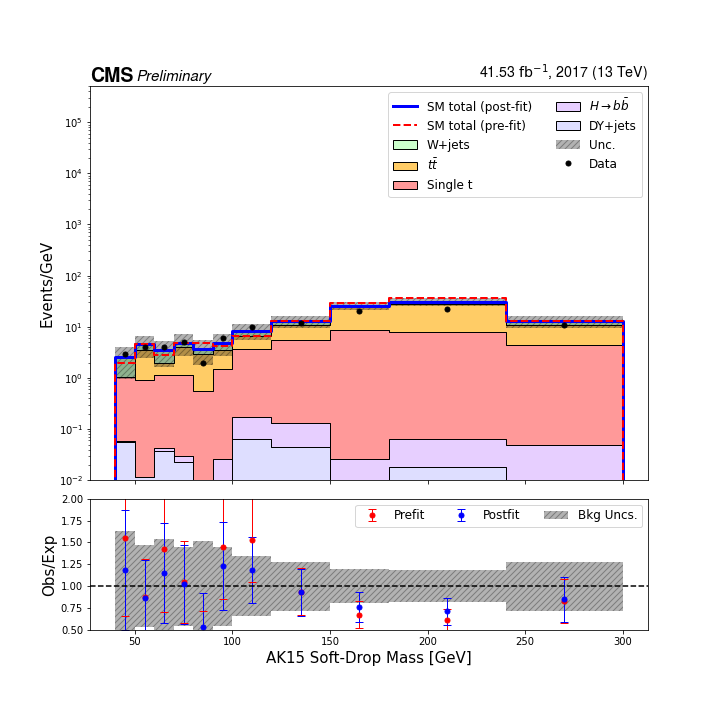 CMS Preliminary
41.53 fb⁻¹, 2017 (13 TeV)
SM total (post-fit)
SM total (pre-fit)
W+jets
tt̄
Single t
H→bb̄
DY+jets
Unc.
Data
Events/GeV
10⁵
10⁴
10³
10²
10¹
10⁰
10⁻¹
10⁻²
Prefit
Postfit
Bkg Uncs.
Obs/Exp
2.00
1.75
1.50
1.25
1.00
0.75
0.50
50 100 150 200 250 300
AK15 Soft-Drop Mass [GeV]